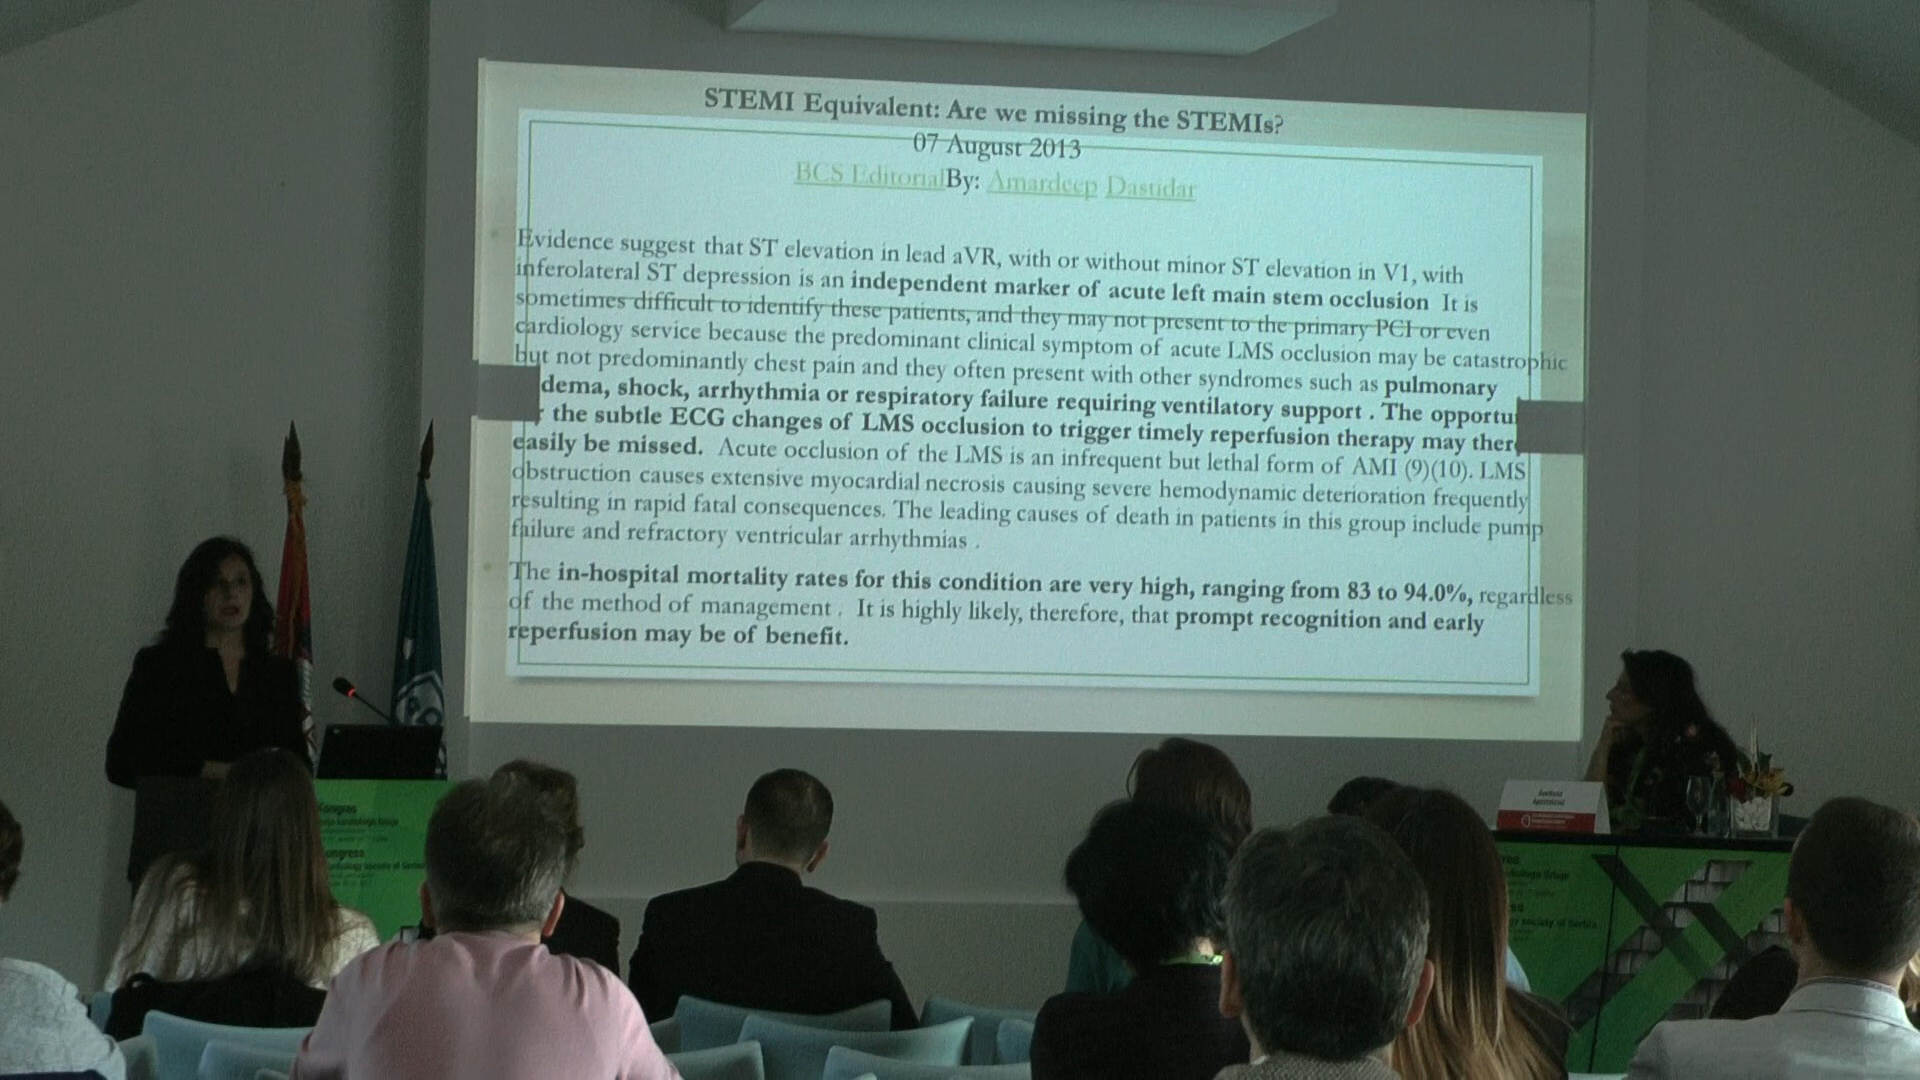 STEMI Equivalent: Are we missing the STEMIs?
07 August 2013
BCS EditorialBy: Amardeep Dastidar
Evidence suggest that ST elevation in lead aVR, with or without minor ST elevation in V1, with
inferolateral ST depression is an independent marker of acute left main stem occlusion It is
sometimes difficult to identify these patients, and they may not present to the primary PCI or even
cardiology service because the predominant clinical symptom of acute LMS occlusion may be catastrophic
but not predominantly chest pain and they often present with other syndromes such as pulmonary
dema, shock, arrhythmia or respiratory failure requiring ventilatory support . The opportu
the subtle ECG changes of LMS occlusion to trigger timely reperfusion therapy may ther
easily be missed. Acute occlusion of the LMS is an infrequent but lethal form of AMI (9)(10). LMS
obstruction causes extensive myocardial necrosis causing severe hemodynamic deterioration frequently
resulting in rapid fatal consequences. The leading causes of death in patients in this group include pump
failure and refractory ventricular arrhythmias .
The in-hospital mortality rates for this condition are very high, ranging from 83 to 94.0%, regardless
of the method of management . It is highly likely, therefore, that prompt recognition and early
reperfusion may be of benefit.